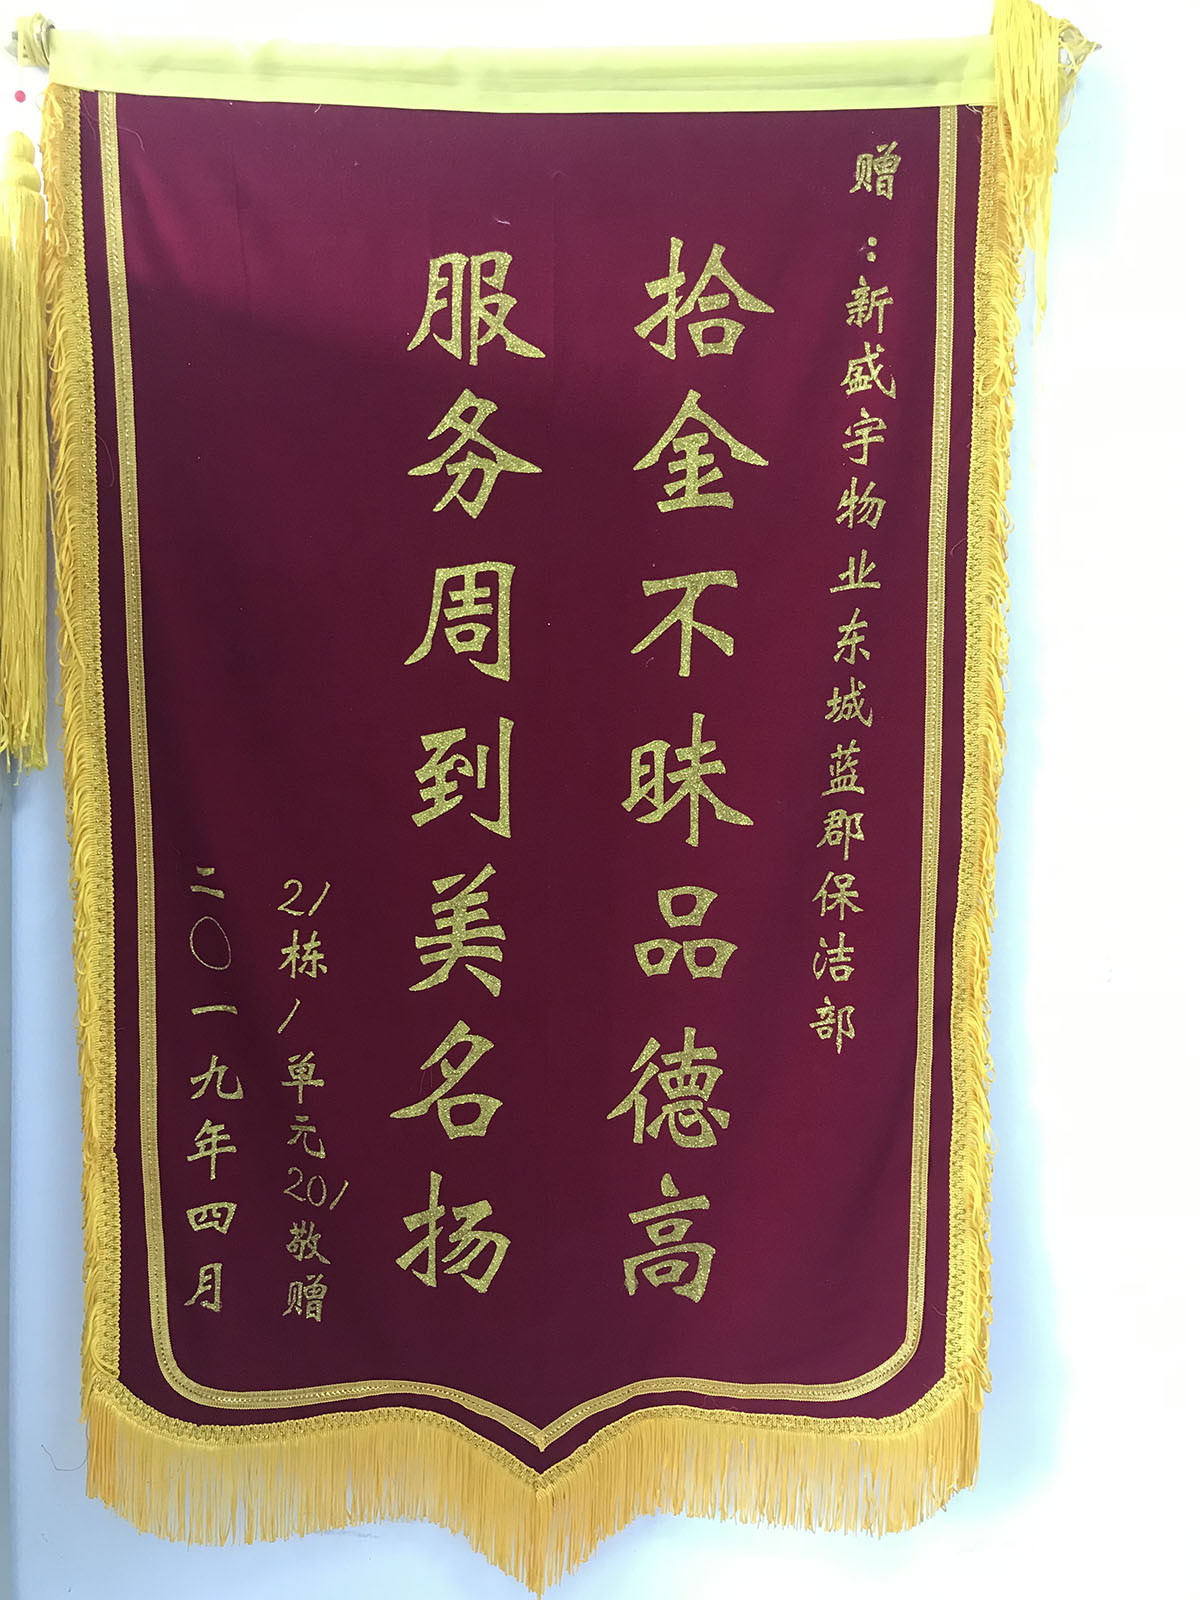 赠：新盛宇物业东城蓝郡保洁部
拾金不昧品德高
服务周到美名扬
21栋1单元201敬赠
二〇一九年四月